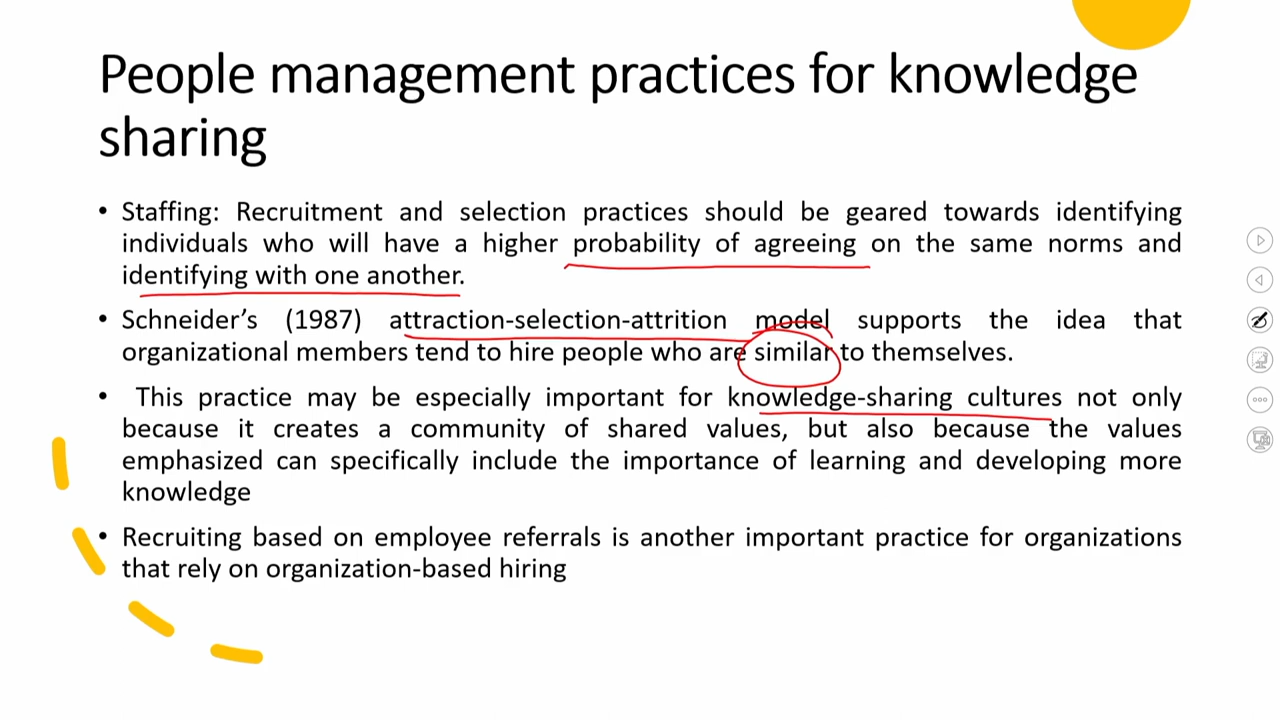 People management practices for knowledge
sharing
• Staffing: Recruitment and selection practices should be geared towards identifying
individuals who will have a higher probability of agreeing on the same norms and
identifying with one another.
• Schneider’s (1987) attraction-selection-attrition model supports the idea that
organizational members tend to hire people who are similar to themselves.
• This practice may be especially important for knowledge-sharing cultures not only
because it creates a community of shared values, but also because the values
emphasized can specifically include the importance of learning and developing more
knowledge
• Recruiting based on employee referrals is another important practice for organizations
that rely on organization-based hiring